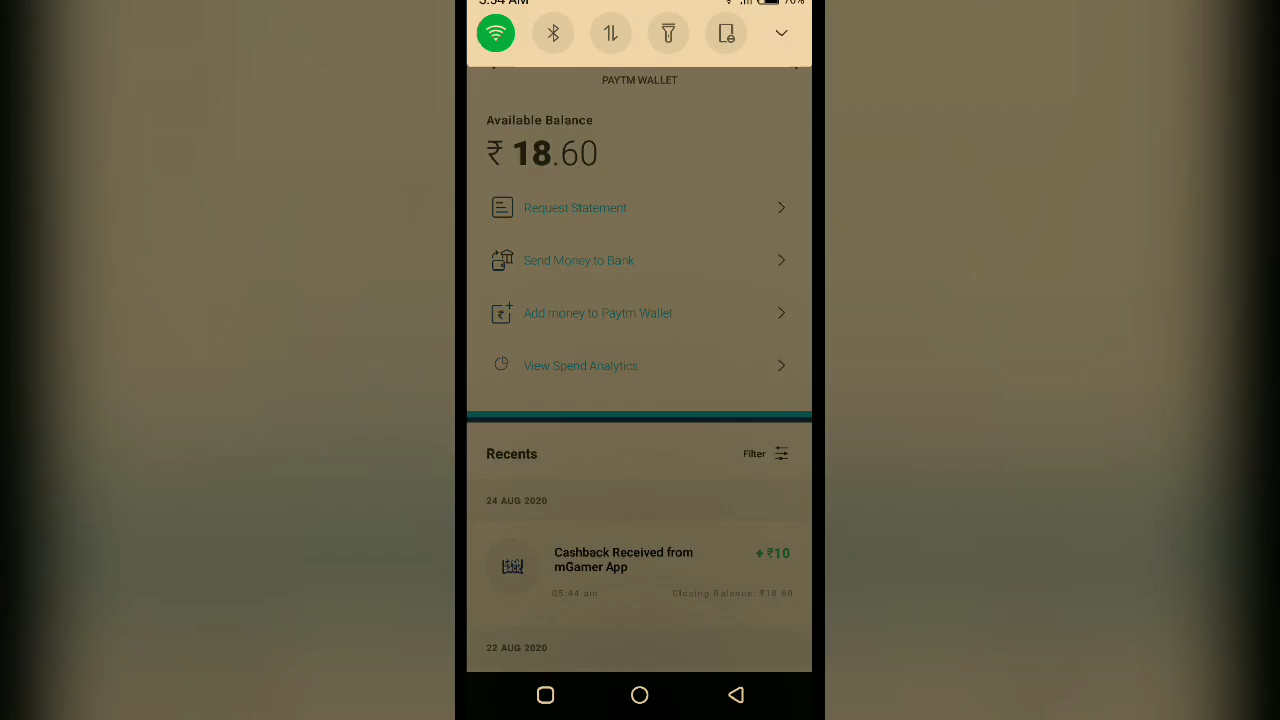 PAYTM WALLET
Available Balance
₹ 18.60
Request Statement
Send Money to Bank
Add money to Paytm Wallet
View Spend Analytics
Recents
Filter
24 AUG 2020
Cashback Received from
mGamer App
+ ₹10
05:44 am
Closing Balance: ₹18.60
22 AUG 2020